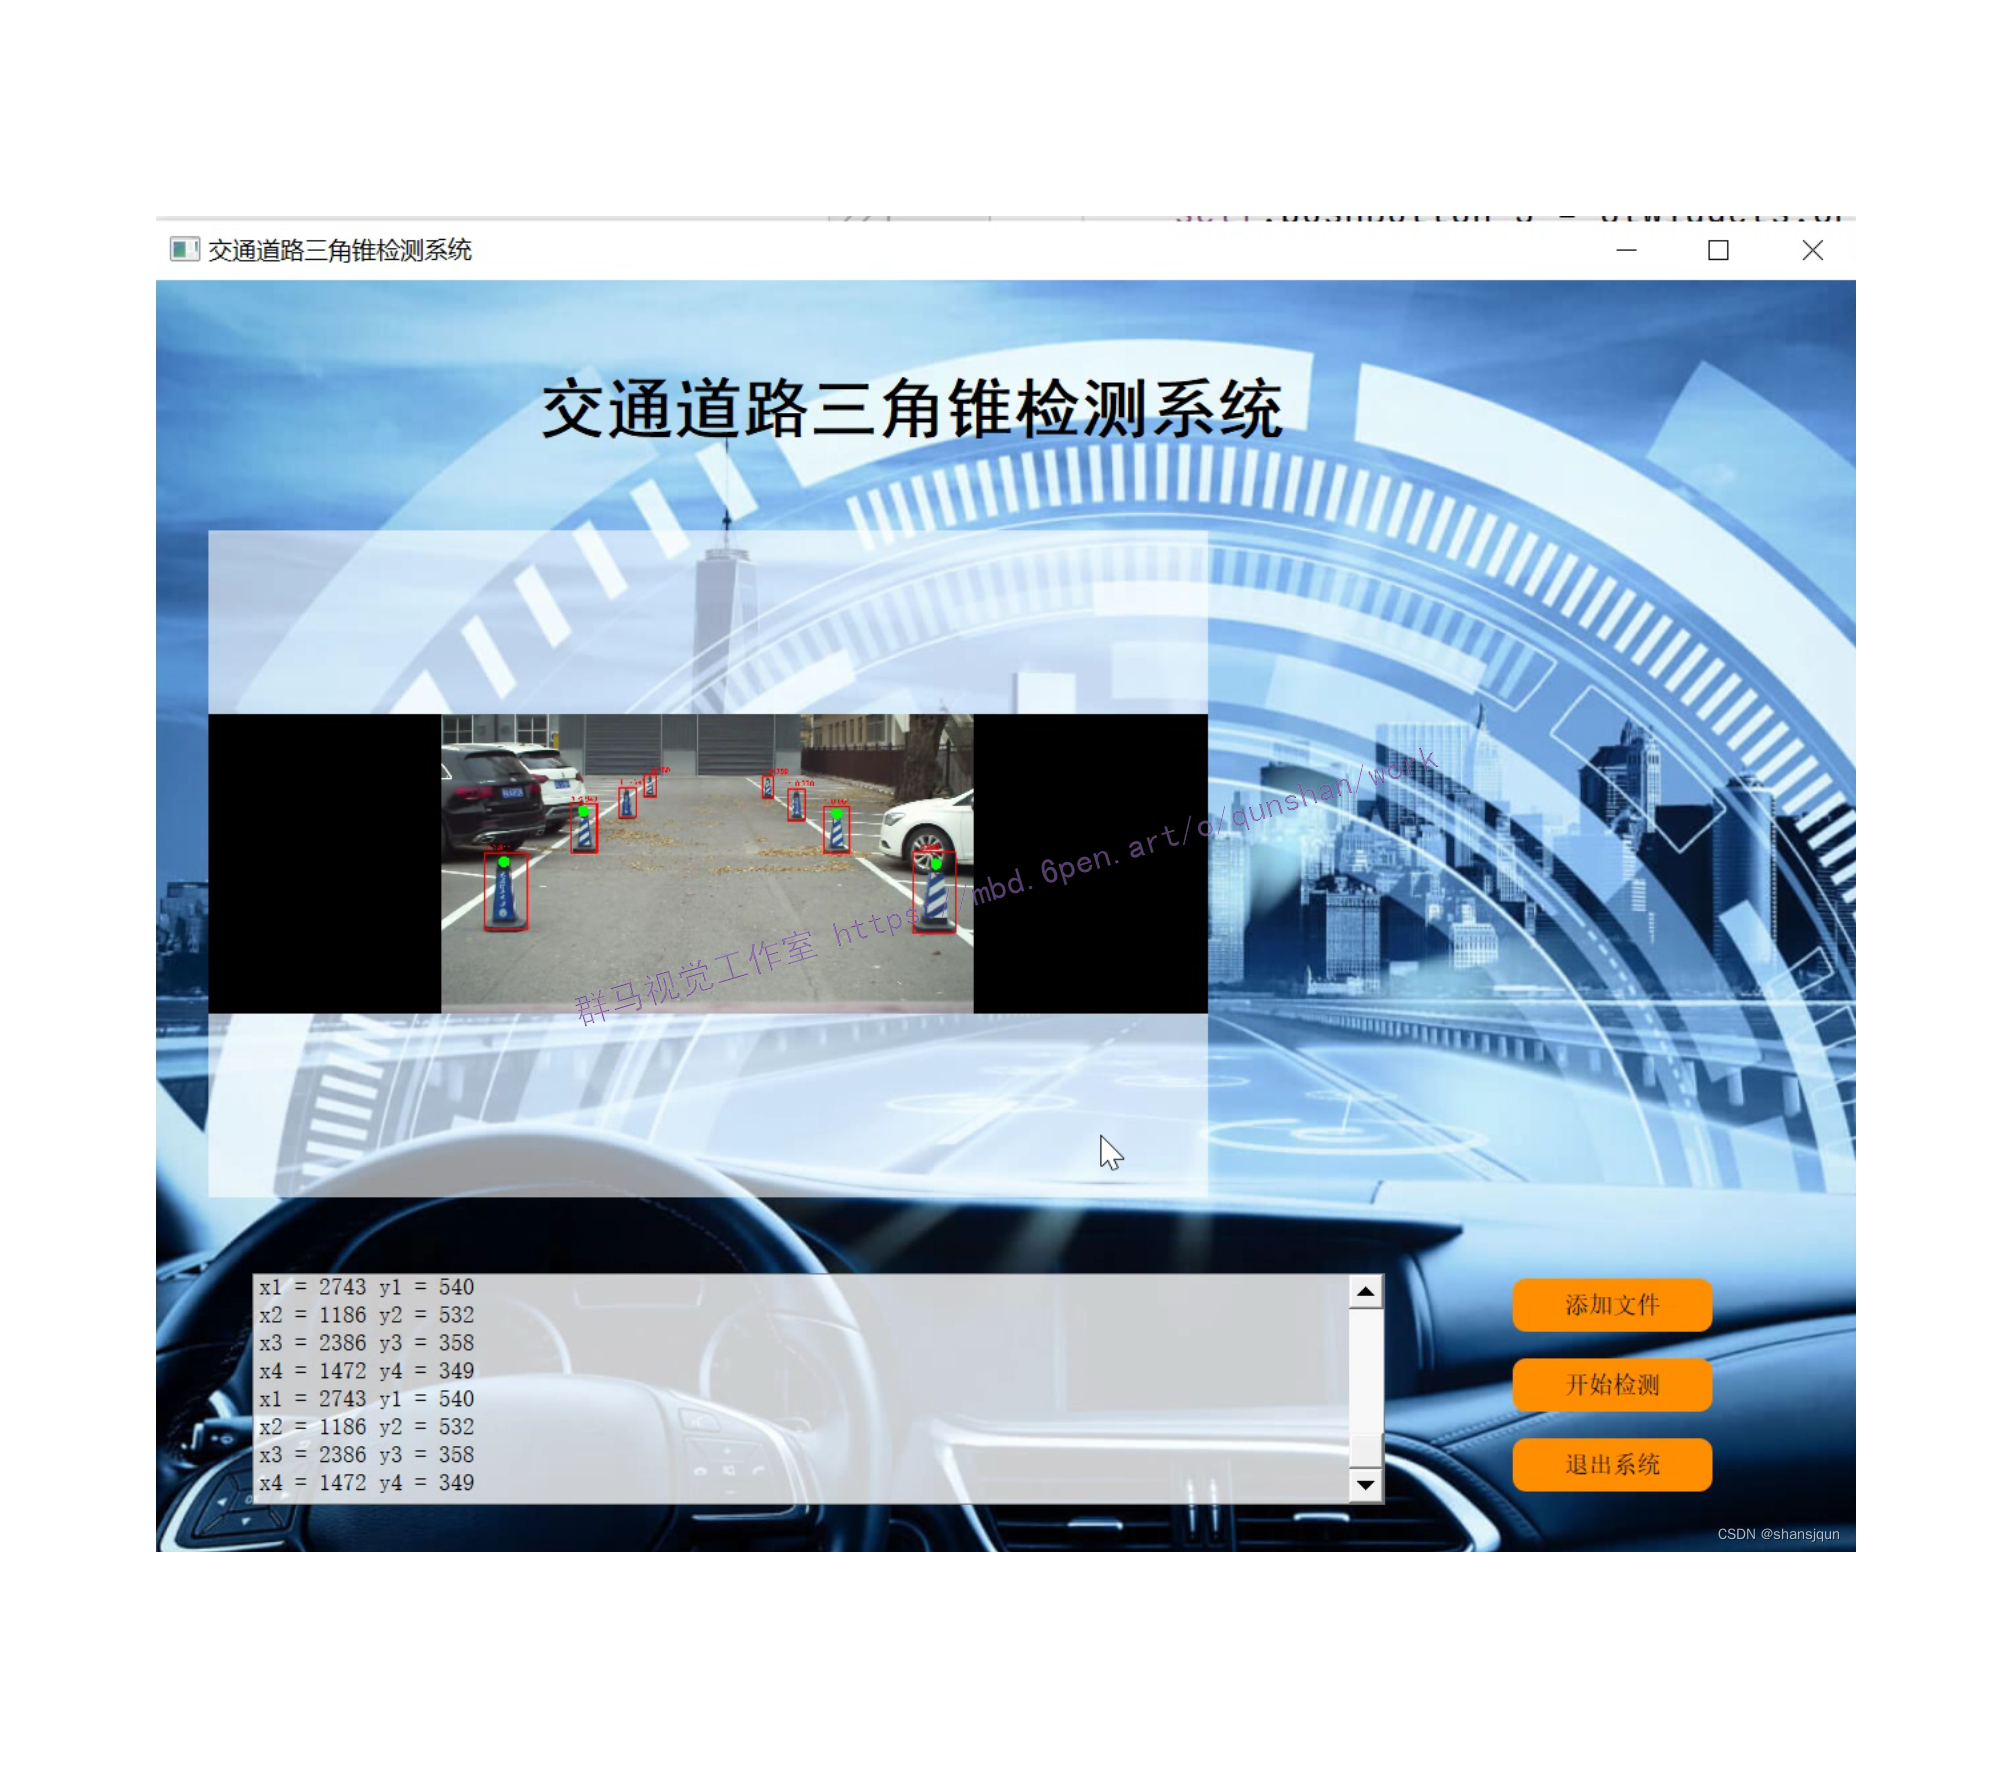 交通道路三角锥检测系统
交通道路三角锥检测系统
群马视觉工作室 https://mbd.6pen.art/o/qunshan/work
x1 = 2743 y1 = 540
x2 = 1186 y2 = 532
x3 = 2386 y3 = 358
x4 = 1472 y4 = 349
x1 = 2743 y1 = 540
x2 = 1186 y2 = 532
x3 = 2386 y3 = 358
x4 = 1472 y4 = 349
添加文件
开始检测
退出系统
CSDN @shansjqun